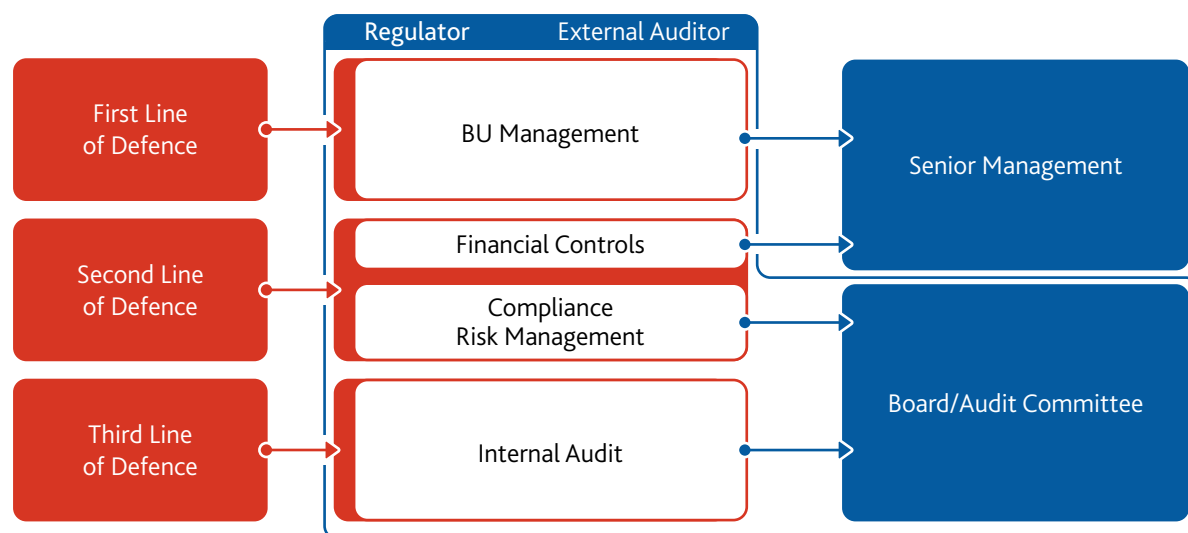 Regulator
External Auditor
First Line
of Defence
BU Management
Senior Management
Second Line
of Defence
Financial Controls
Compliance
Risk Management
Board/Audit Committee
Third Line
of Defence
Internal Audit